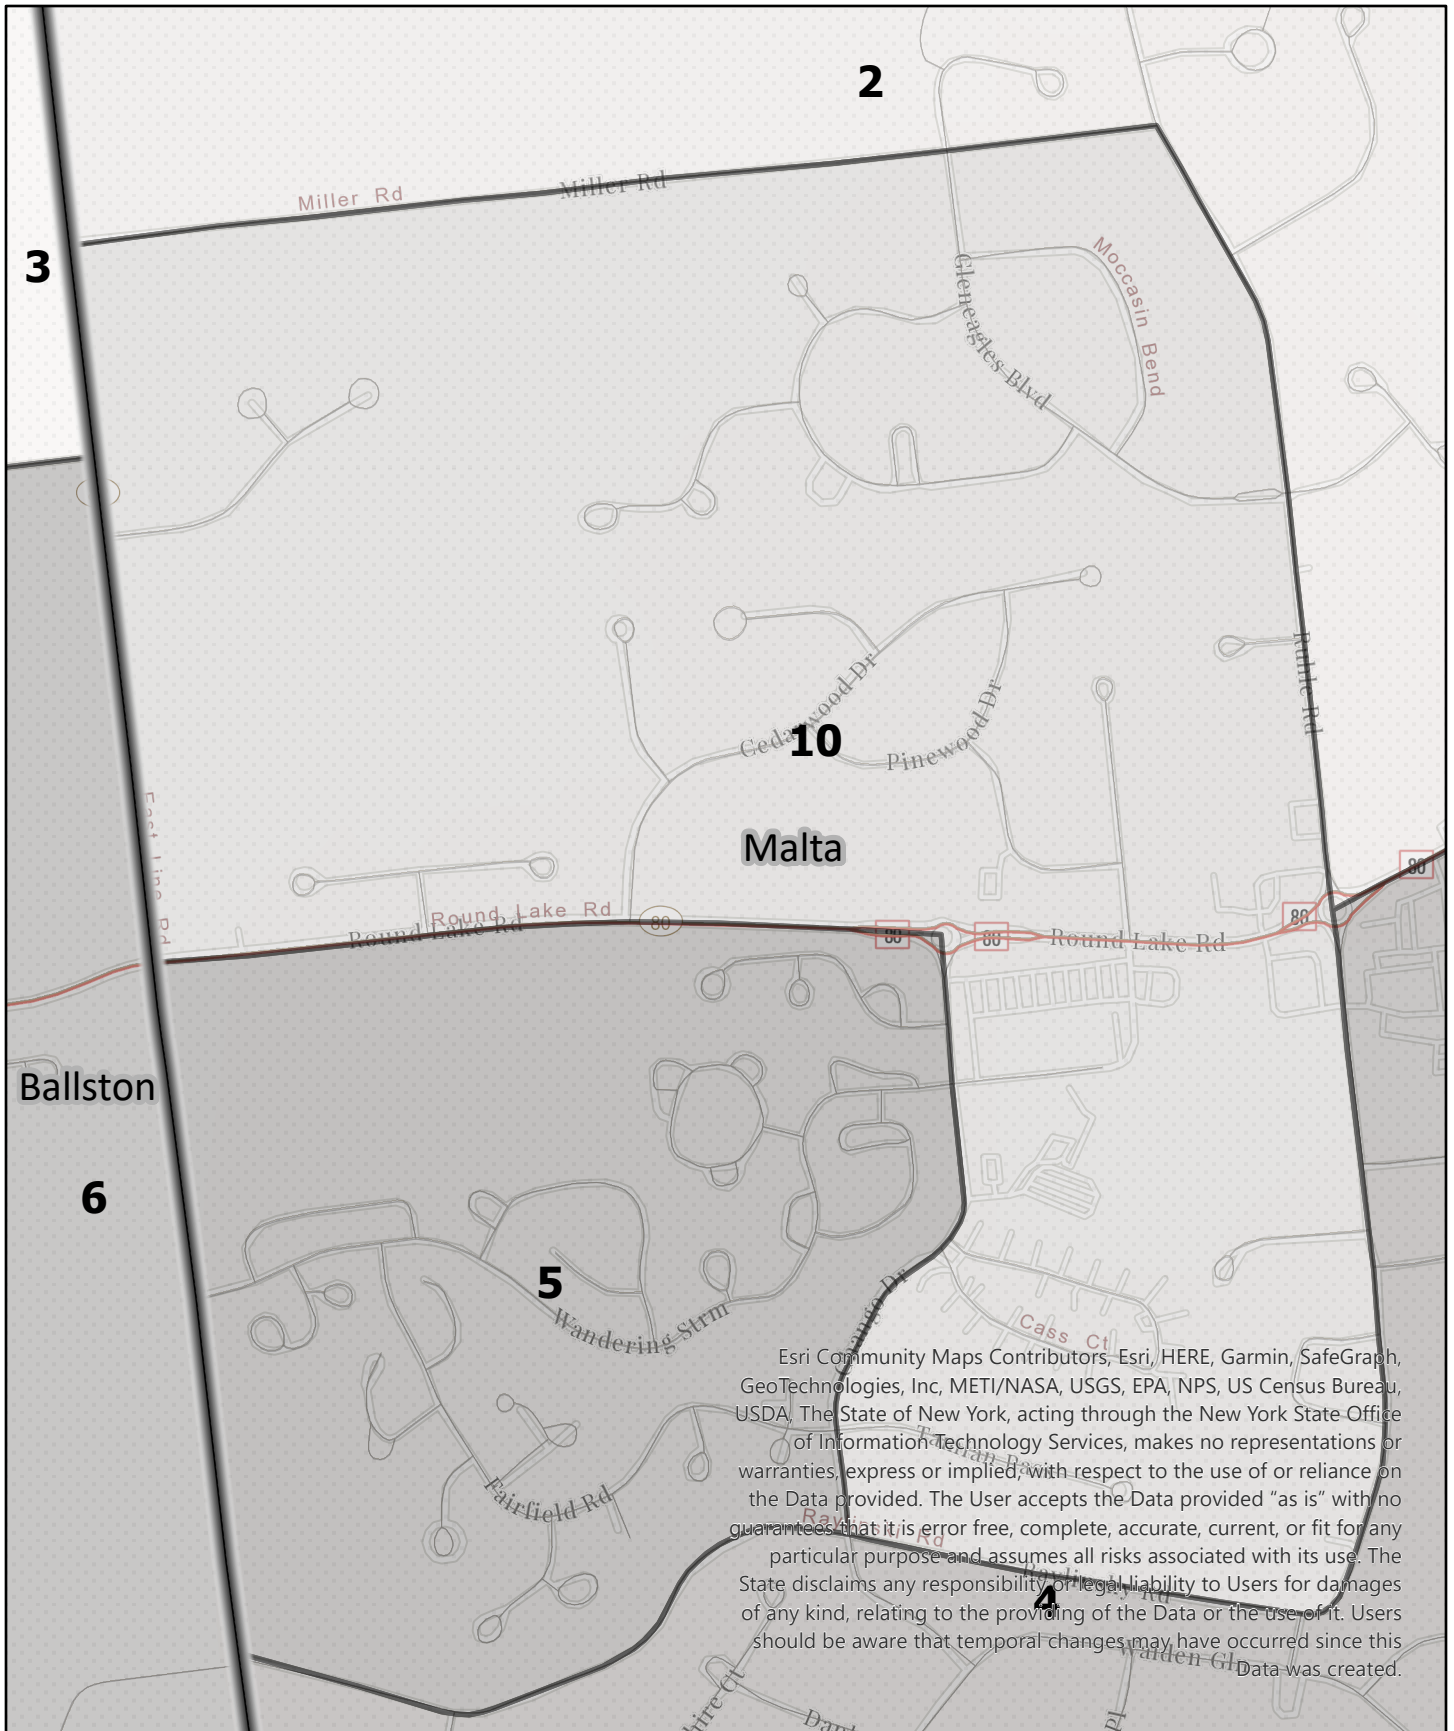 2
Miller Rd
Miller Rd
3
Moccasin Bend
Gleneagles Blvd
Ruhle Rd
Cedarwood Dr
10
Pinewood Dr
Malta
East Line Rd
80
Round Lake Rd
Round Lake Rd
80
80
80
80
Round Lake Rd
Ballston
6
5
Wandering Strm
Cass Ct
Esri Community Maps Contributors, Esri, HERE, Garmin, SafeGraph,
GeoTechnologies, Inc, METI/NASA, USGS, EPA, NPS, US Census Bureau,
USDA, The State of New York, acting through the New York State Office
of Information Technology Services, makes no representations or
warranties, express or implied, with respect to the use of or reliance on
the Data provided. The User accepts the Data provided “as is” with no
guarantees that it is error free, complete, accurate, current, or fit for any
particular purpose and assumes all risks associated with its use. The
State disclaims any responsibility or legal liability to Users for damages
of any kind, relating to the providing of the Data or the use of it. Users
should be aware that temporal changes may have occurred since this
Data was created.
Fairfield Rd
Raylinski Rd
4